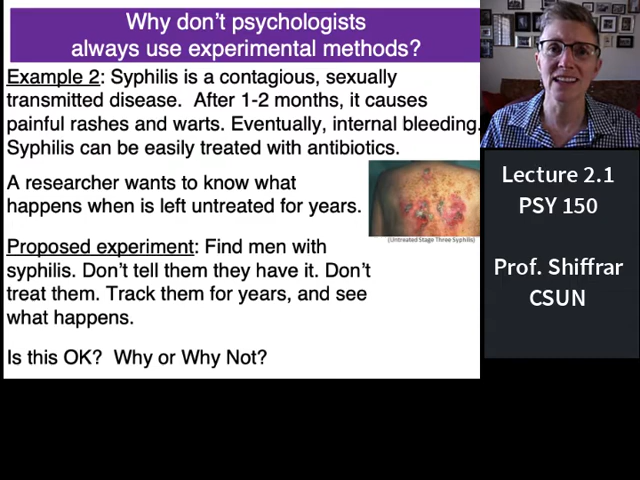 Why don't psychologists
always use experimental methods?
Example 2: Syphilis is a contagious, sexually
transmitted disease. After 1-2 months, it causes
painful rashes and warts. Eventually, internal bleeding.
Syphilis can be easily treated with antibiotics.
A researcher wants to know what
happens when is left untreated for years.
(Untreated Stage Three Syphilis)
Proposed experiment: Find men with
syphilis. Don't tell them they have it. Don't
treat them. Track them for years, and see
what happens.
Is this OK? Why or Why Not?
Lecture 2.1
PSY 150
Prof. Shiffrar
CSUN